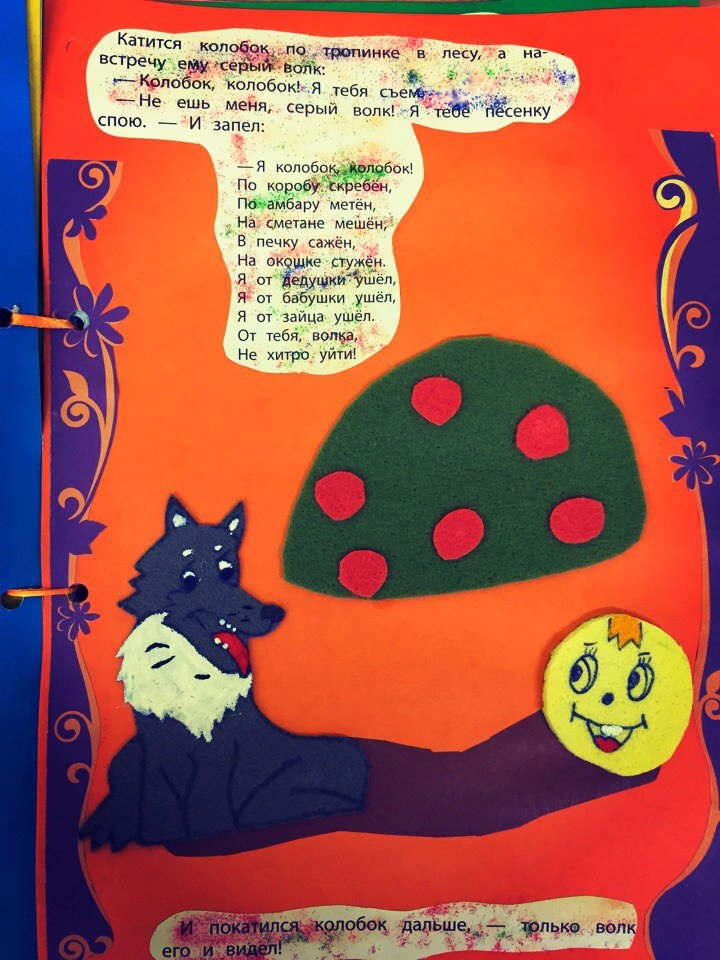 Катится колобок по тропинке в лесу, а на-
встречу ему серый волк:
— Колобок, колобок! Я тебя съем.
— Не ешь меня, серый волк! Я тебе песенку
спою. — И запел:
— Я колобок, колобок!
По коробу скребён,
По амбару метён,
На сметане мешён,
В печку сажён,
На окошке стужён.
Я от дедушки ушёл,
Я от бабушки ушёл,
Я от зайца ушёл.
От тебя, волка,
Не хитро уйти!
И покатился колобок дальше, — только волк
его и видел!